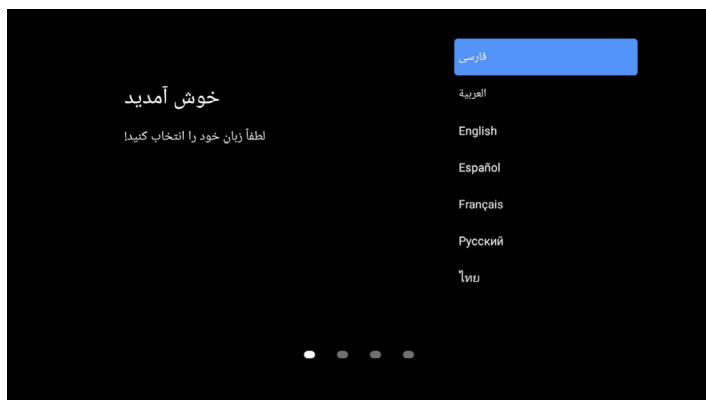 خوش آمدید
لطفاً زبان خود را انتخاب کنید!
فارسی
العربية
English
Español
Français
Русский
ไทย